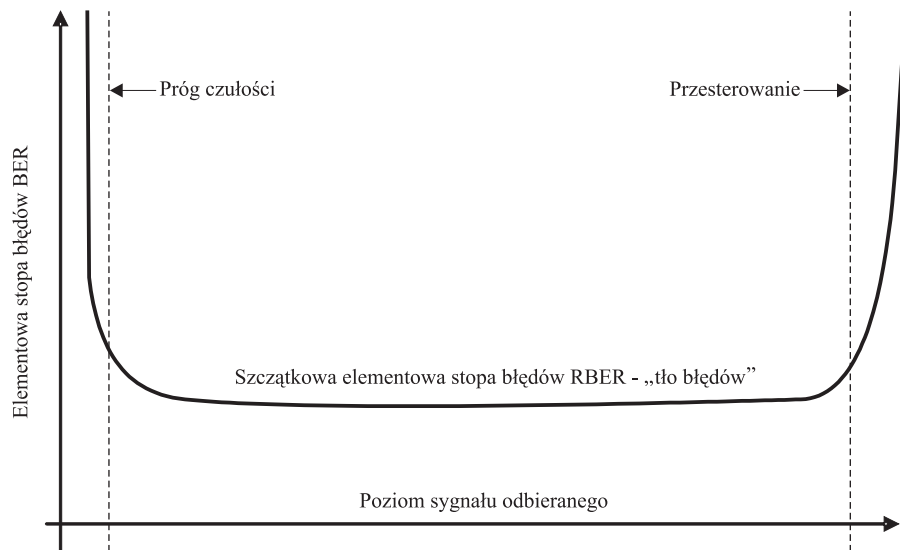 Próg czułości
Przesterowanie
Elementowa stopa błędów BER
Szczątkowa elementowa stopa błędów RBER - „tło błędów”
Poziom sygnału odbieranego